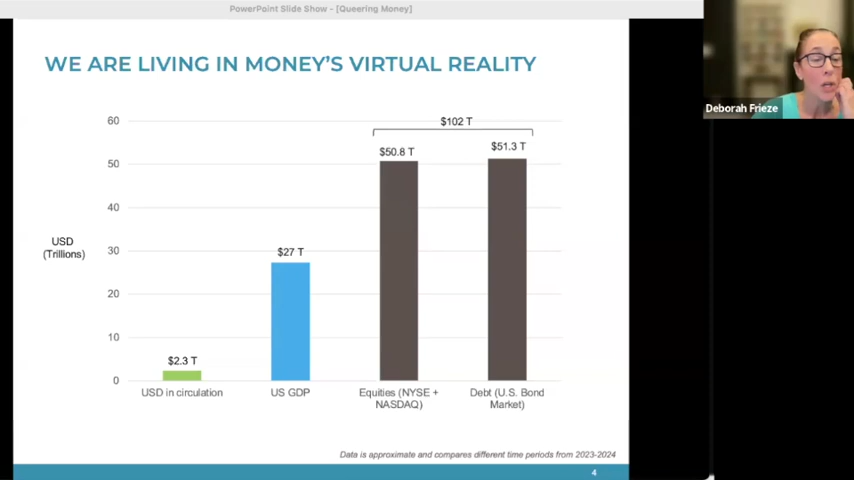 PowerPoint Slide Show - [Queering Money]
WE ARE LIVING IN MONEY'S VIRTUAL REALITY
Deborah Frieze
60
50
40
30
20
10
0
USD
(Trillions)
$102 T
$2.3 T
$27 T
$50.8 T
$51.3 T
USD in circulation
US GDP
Equities (NYSE +
NASDAQ)
Debt (U.S. Bond
Market)
Data is approximate and compares different time periods from 2023-2024
4